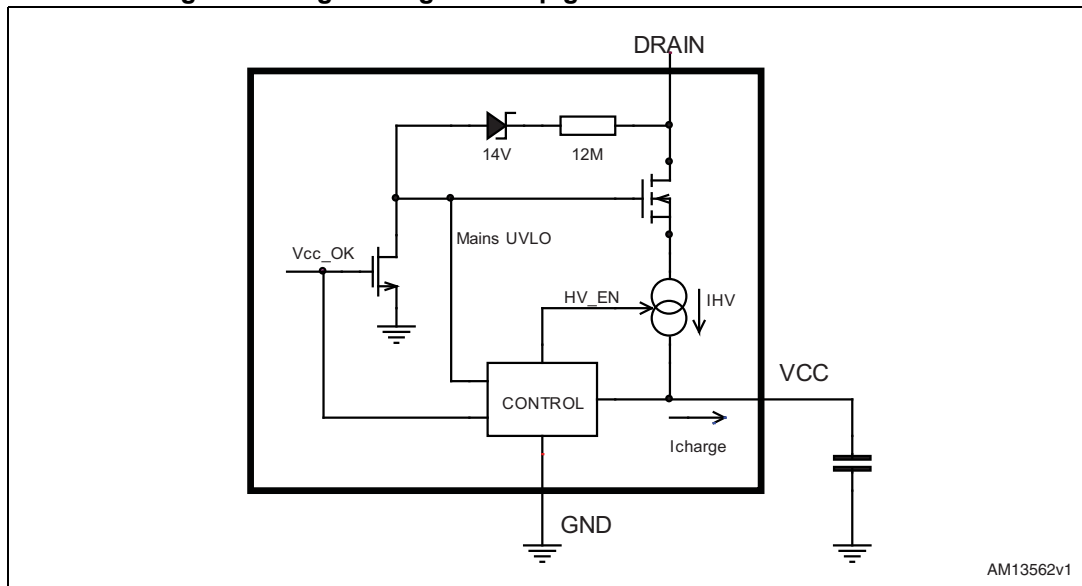 DRAIN
14V
12M
Mains UVLO
Vcc_OK
HV_EN
IHV
VCC
CONTROL
Icharge
GND
AM13562v1